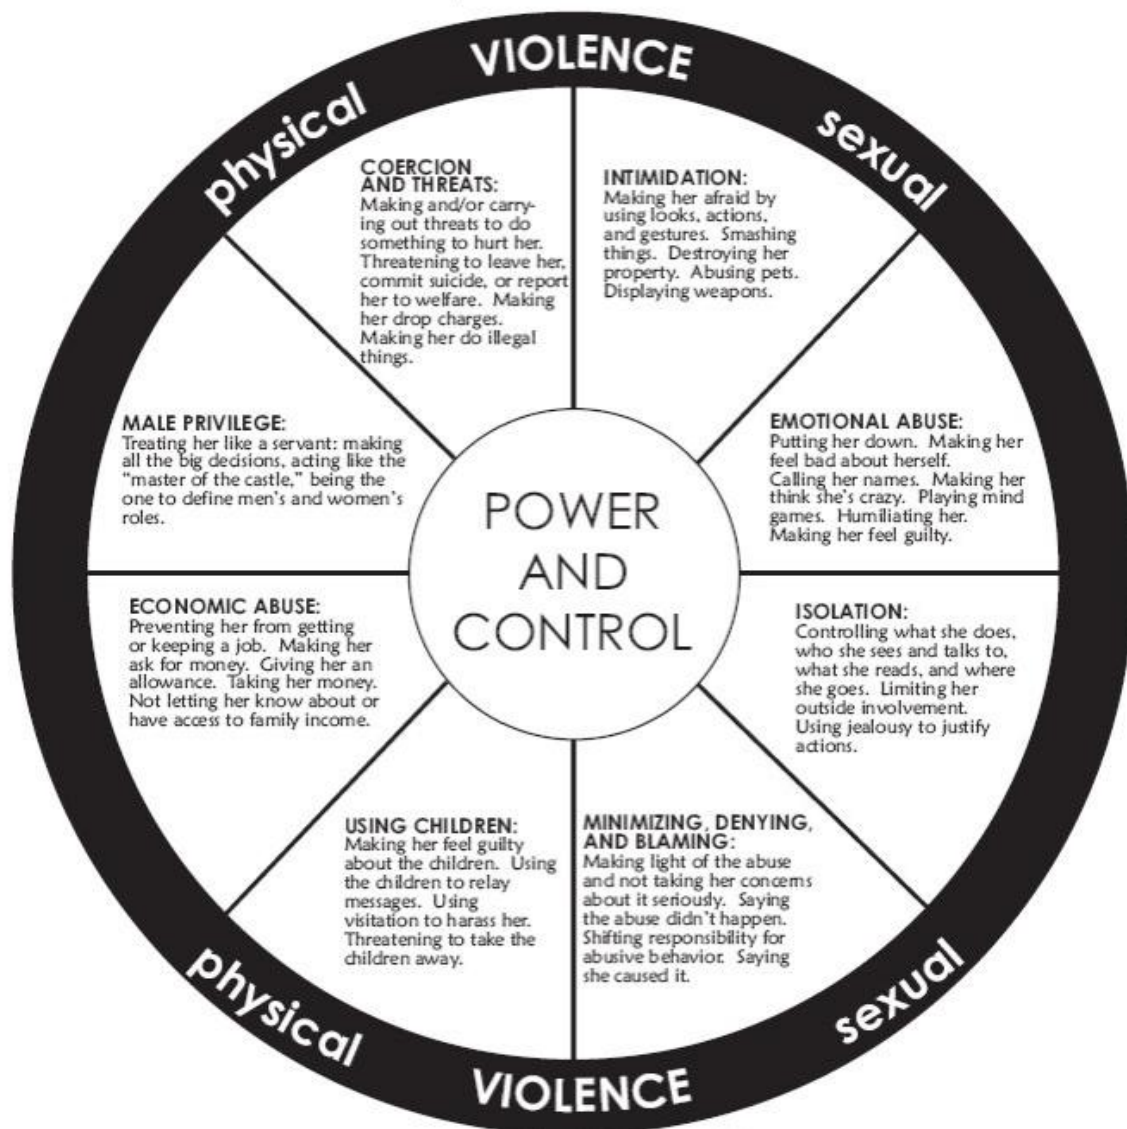 physical
VIOLENCE
sexual
COERCION
AND THREATS:
Making and/or carry-
ing out threats to do
something to hurt her.
Threatening to leave her,
commit suicide, or report
her to welfare. Making
her drop charges.
Making her do illegal
things.
INTIMIDATION:
Making her afraid by
using looks, actions,
and gestures. Smashing
things. Destroying her
property. Abusing pets.
Displaying weapons.
MALE PRIVILEGE:
Treating her like a servant: making
all the big decisions, acting like the
“master of the castle,” being the
one to define men’s and women’s
roles.
EMOTIONAL ABUSE:
Putting her down. Making her
feel bad about herself.
Calling her names. Making her
think she’s crazy. Playing mind
games. Humiliating her.
Making her feel guilty.
POWER
AND
CONTROL
ECONOMIC ABUSE:
Preventing her from getting
or keeping a job. Making her
ask for money. Giving her an
allowance. Taking her money.
Not letting her know about or
have access to family income.
ISOLATION:
Controlling what she does,
who she sees and talks to,
what she reads, and where
she goes. Limiting her
outside involvement.
Using jealousy to justify
actions.
USING CHILDREN:
Making her feel guilty
about the children. Using
the children to relay
messages. Using
visitation to harass her.
Threatening to take the
children away.
MINIMIZING, DENYING,
AND BLAMING:
Making light of the abuse
and not taking her concerns
about it seriously. Saying
the abuse didn’t happen.
Shifting responsibility for
abusive behavior. Saying
she caused it.
physical
VIOLENCE
sexual